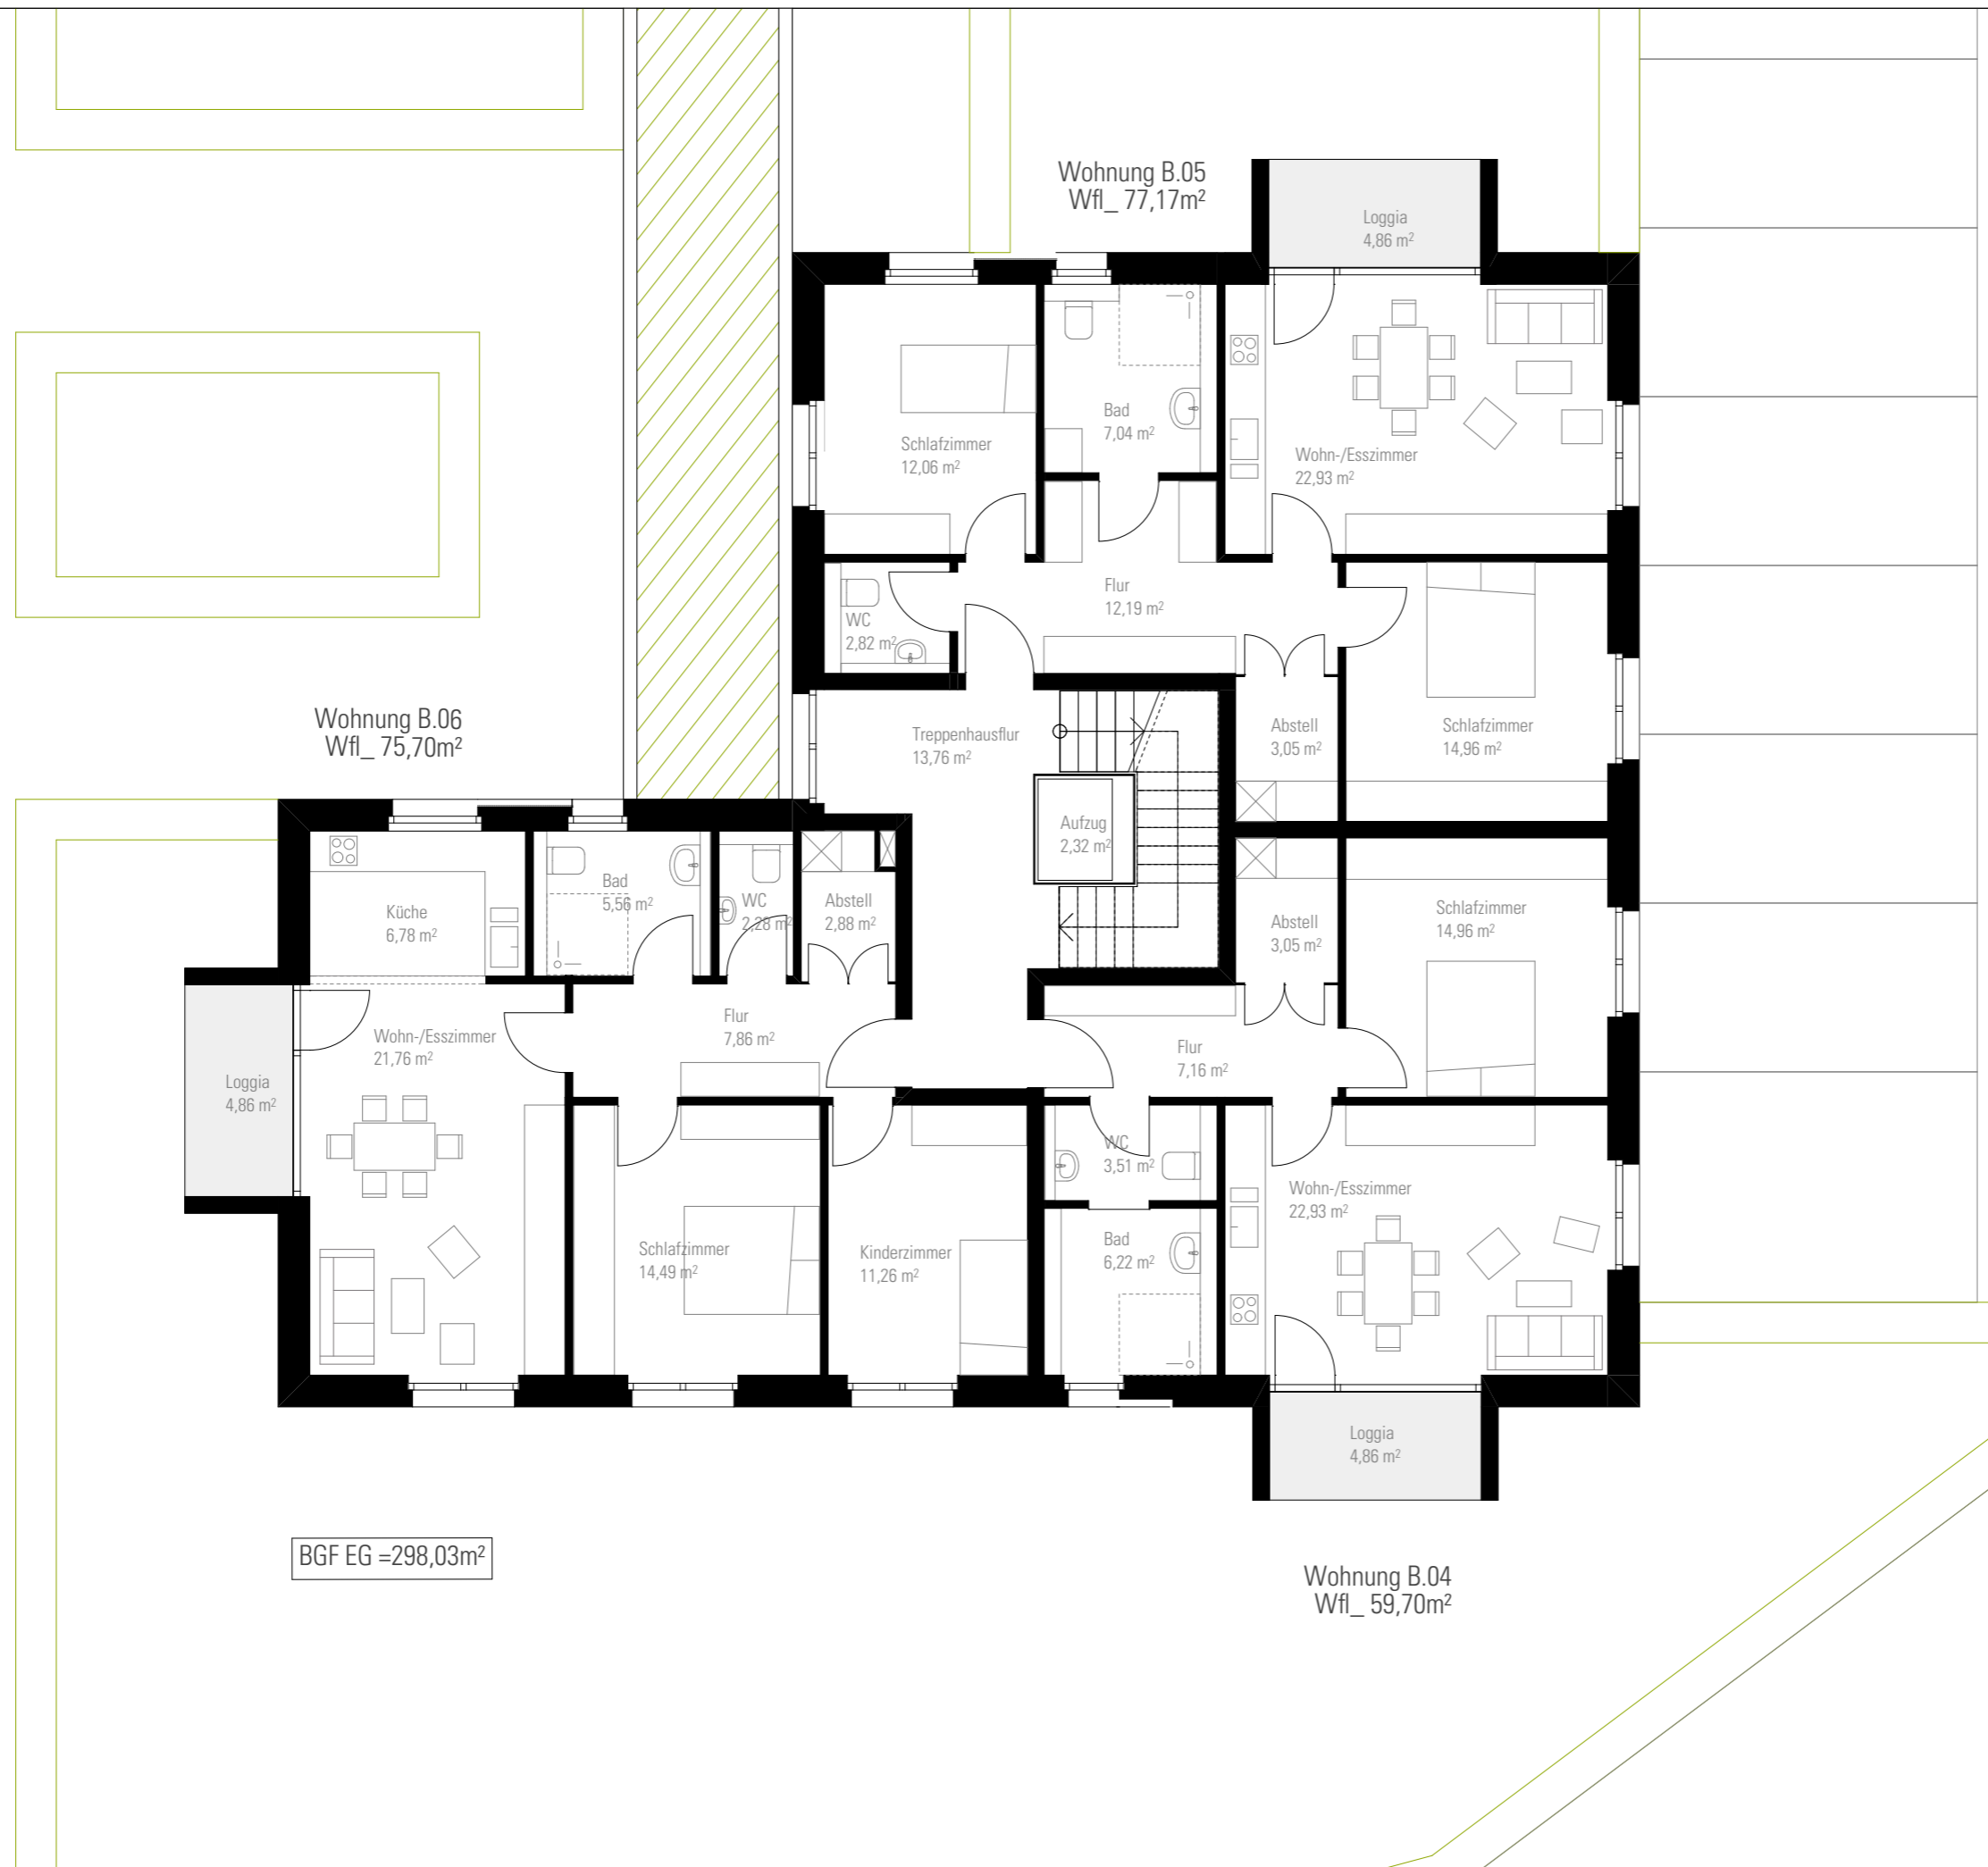 Wohnung B.05
Wfl_ 77,17m²
Loggia
4,86 m²
Schlafzimmer
12,06 m²
Bad
7,04 m²
Wohn-/Esszimmer
22,93 m²
WC
2,82 m²
Flur
12,19 m²
Abstell
3,05 m²
Schlafzimmer
14,96 m²
Treppenhausflur
13,76 m²
Aufzug
2,32 m²
Wohnung B.06
Wfl_ 75,70m²
Küche
6,78 m²
Bad
5,56 m²
WC
2,28 m²
Abstell
2,88 m²
Wohn-/Esszimmer
21,76 m²
Flur
7,86 m²
Loggia
4,86 m²
Schlafzimmer
14,49 m²
Kinderzimmer
11,26 m²
Abstell
3,05 m²
Schlafzimmer
14,96 m²
Flur
7,16 m²
WC
3,51 m²
Bad
6,22 m²
Wohn-/Esszimmer
22,93 m²
Loggia
4,86 m²
BGF EG =298,03m²
Wohnung B.04
Wfl_ 59,70m²